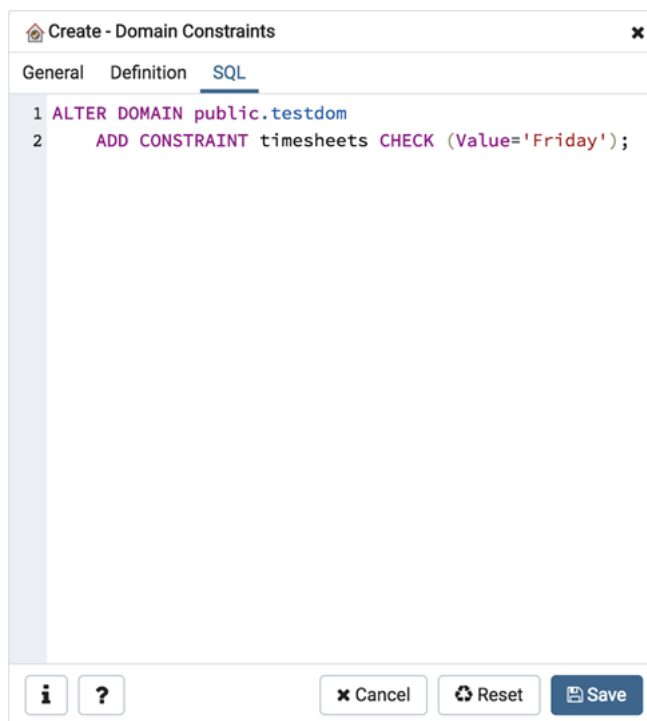 Create - Domain Constraints
General Definition SQL
1 ALTER DOMAIN public.testdom
2 ADD CONSTRAINT timesheets CHECK (Value='Friday');
i ? Cancel Reset Save